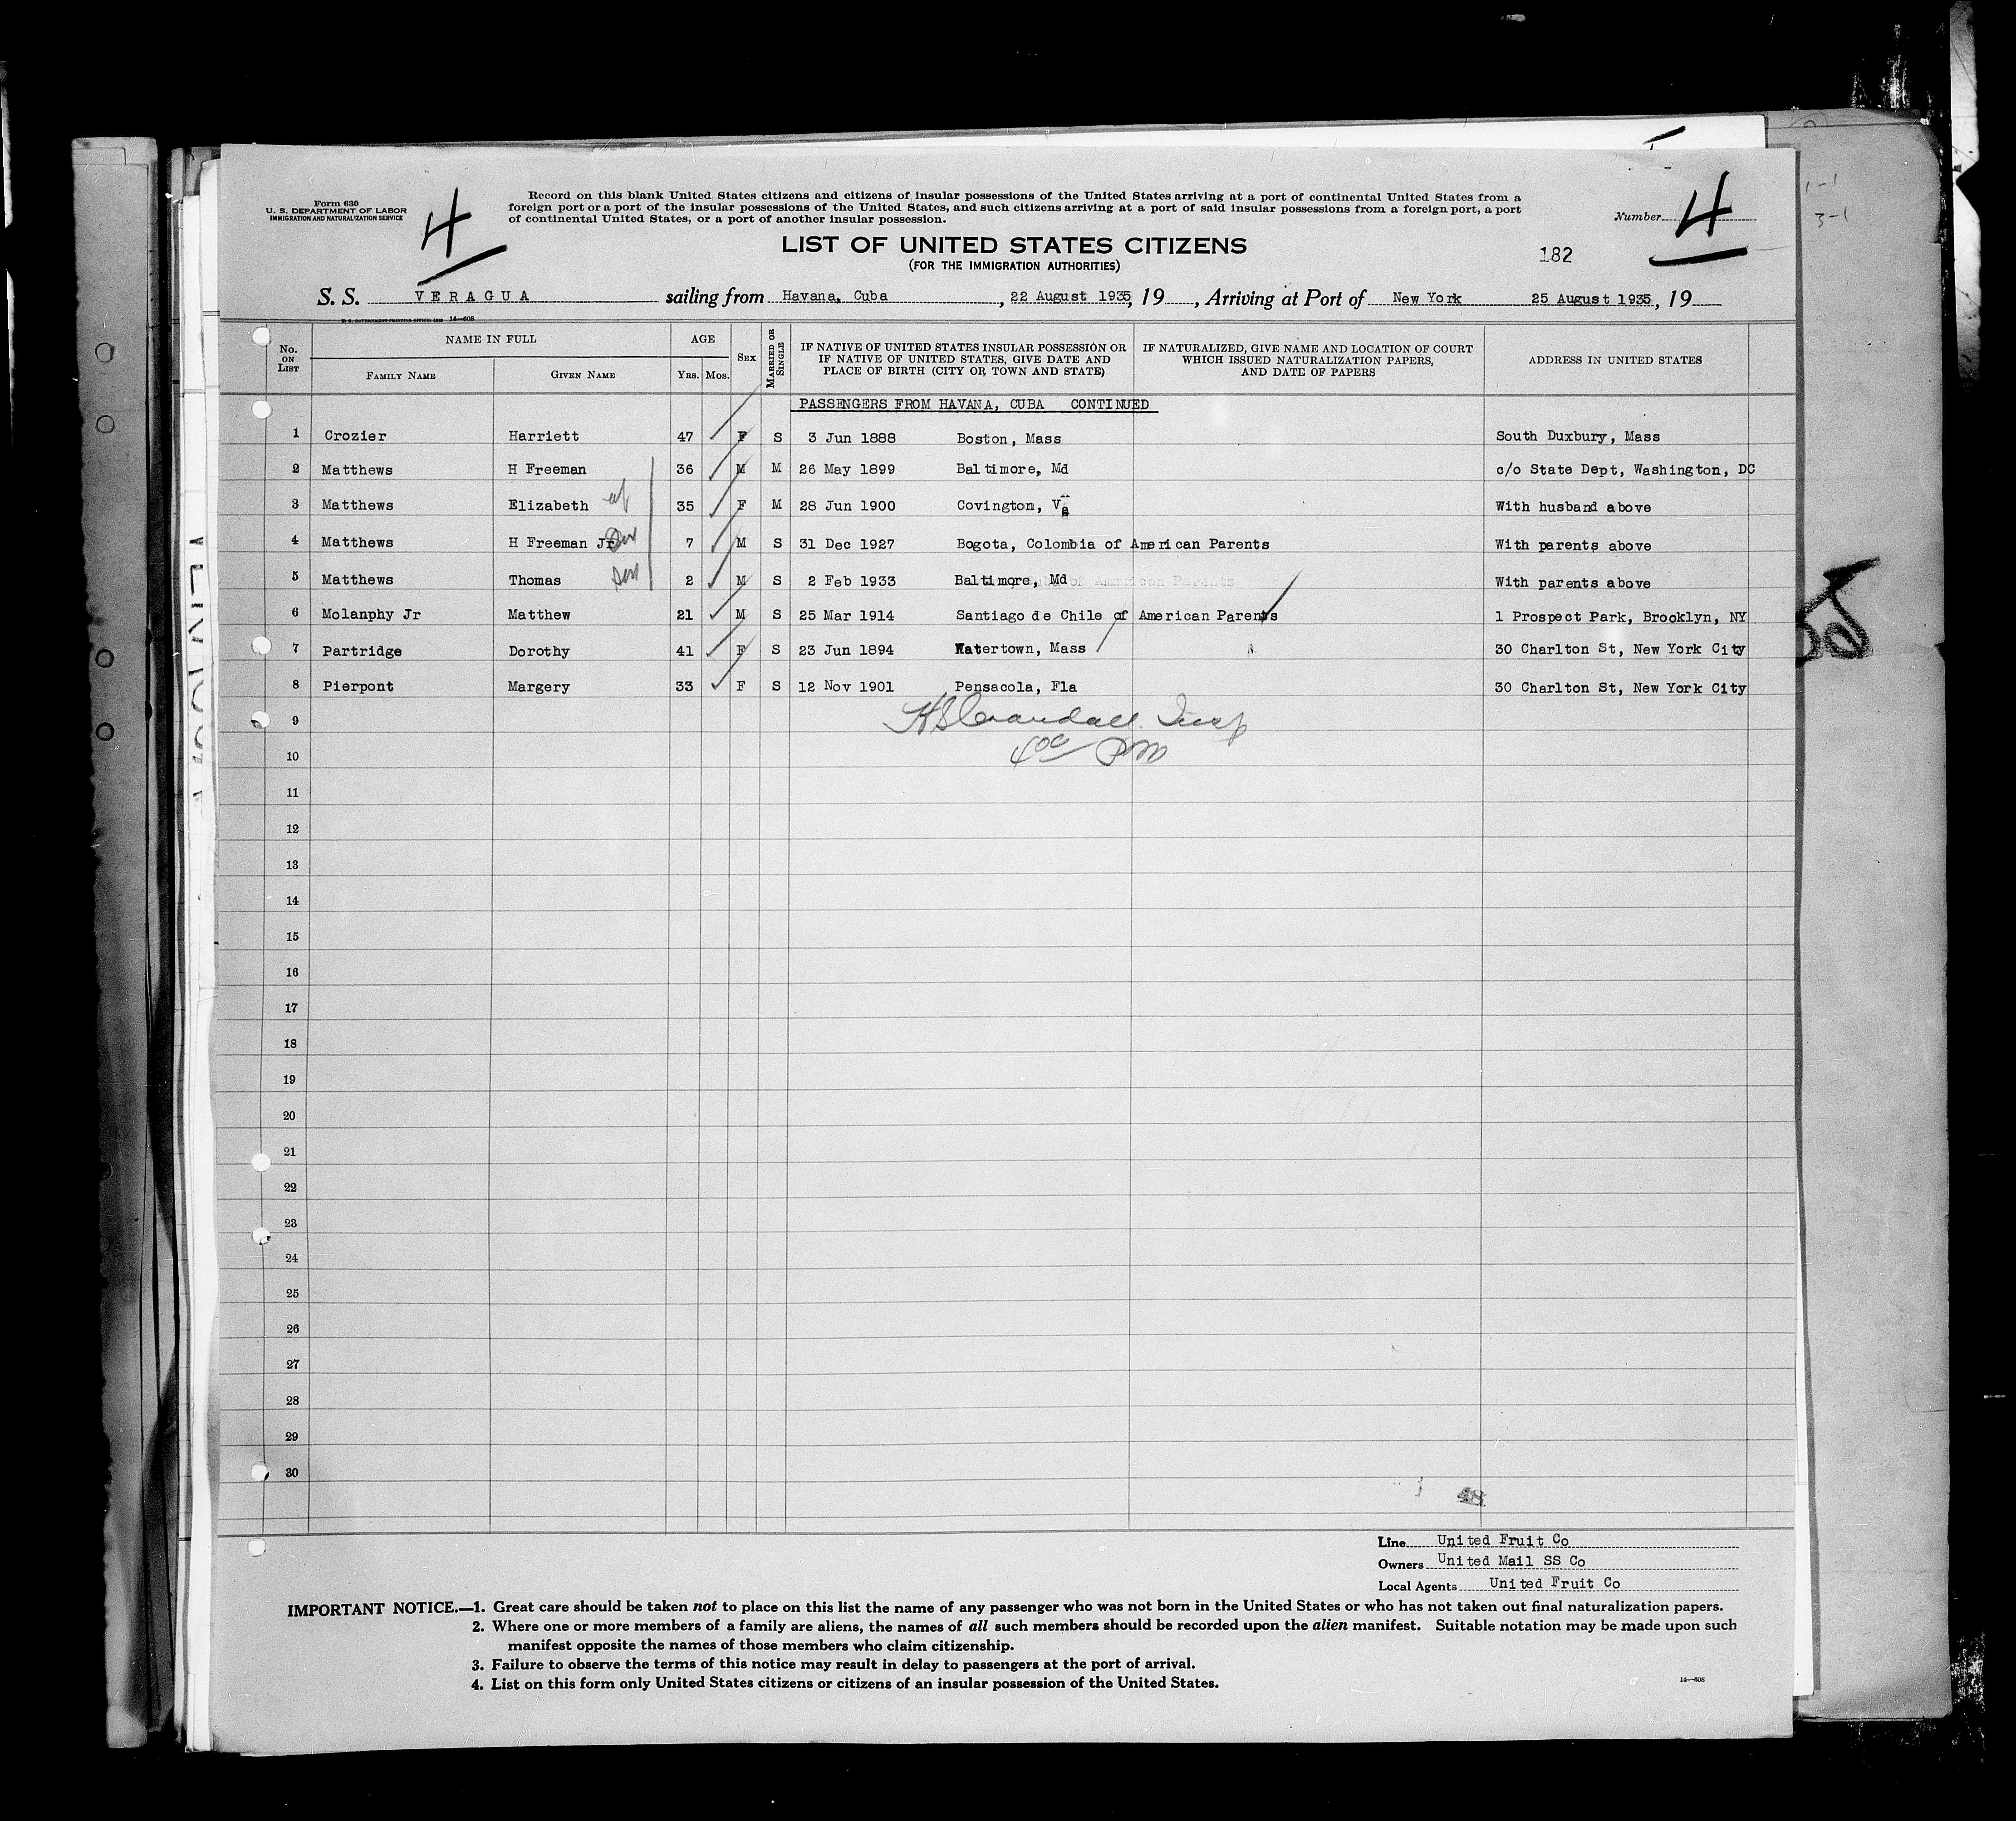 Form 630
U. S. DEPARTMENT OF LABOR
IMMIGRATION AND NATURALIZATION SERVICE
4
Record on this blank United States citizens and citizens of insular possessions of the United States arriving at a port of continental United States from a
foreign port or a port of the insular possessions of the United States, and such citizens arriving at a port of said insular possessions from a foreign port, a port
of continental United States, or a port of another insular possession.
Number 4
LIST OF UNITED STATES CITIZENS
(FOR THE IMMIGRATION AUTHORITIES)
182
S. S. VERAGUA sailing from Havana, Cuba , 22 August 1935, 19 , Arriving at Port of New York 25 August 1935, 19
No. ON LIST NAME IN FULL FAMILY NAME GIVEN NAME AGE YRS. MOS. SEX MARRIED OR SINGLE IF NATIVE OF UNITED STATES INSULAR POSSESSION OR IF NATIVE OF UNITED STATES, GIVE DATE AND PLACE OF BIRTH (CITY OR TOWN AND STATE) IF NATURALIZED, GIVE NAME AND LOCATION OF COURT WHICH ISSUED NATURALIZATION PAPERS, AND DATE OF PAPERS ADDRESS IN UNITED STATES
PASSENGERS FROM HAVANA, CUBA CONTINUED
1 Crozier Harriett 47 F S 3 Jun 1888 Boston, Mass South Duxbury, Mass
2 Matthews H Freeman 36 M M 26 May 1899 Baltimore, Md c/o State Dept, Washington, DC
3 Matthews Elizabeth wf 35 F M 28 Jun 1900 Covington, Va With husband above
4 Matthews H Freeman Jr 7 M S 31 Dec 1927 Bogota, Colombia of American Parents With parents above
5 Matthews Thomas Son 2 M S 2 Feb 1933 Baltimore, Md With parents above
6 Molanphy Jr Matthew 21 M S 25 Mar 1914 Santiago de Chile of American Parents 1 Prospect Park, Brooklyn, NY
7 Partridge Dorothy 41 F S 23 Jun 1894 Watertown, Mass 30 Charlton St, New York City
8 Pierpont Margery 33 F S 12 Nov 1901 Pensacola, Fla 30 Charlton St, New York City
9 Crandall Insp
10 4 00 PM
11
12
13
14
15
16
17
18
19
20
21
22
23
24
25
26
27
28
29
30
48
Line United Fruit Co
Owners United Mail SS Co
Local Agents United Fruit Co
IMPORTANT NOTICE.—1. Great care should be taken not to place on this list the name of any passenger who was not born in the United States or who has not taken out final naturalization papers.
2. Where one or more members of a family are aliens, the names of all such members should be recorded upon the alien manifest. Suitable notation may be made upon such
manifest opposite the names of those members who claim citizenship.
3. Failure to observe the terms of this notice may result in delay to passengers at the port of arrival.
4. List on this form only United States citizens or citizens of an insular possession of the United States.
14—608